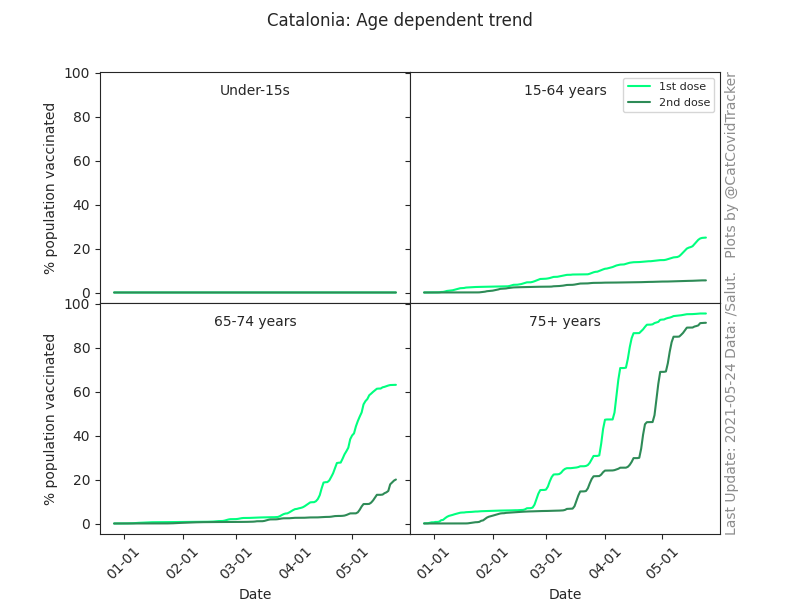 Catalonia: Age dependent trend
% population vaccinated
100
80
60
40
20
0
Under-15s
15-64 years
1st dose
2nd dose
% population vaccinated
100
80
60
40
20
0
65-74 years
75+ years
01-01
02-01
03-01
04-01
05-01
Date
01-01
02-01
03-01
04-01
05-01
Date
Last Update: 2021-05-24 Data: /Salut. Plots by @CatCovidTracker